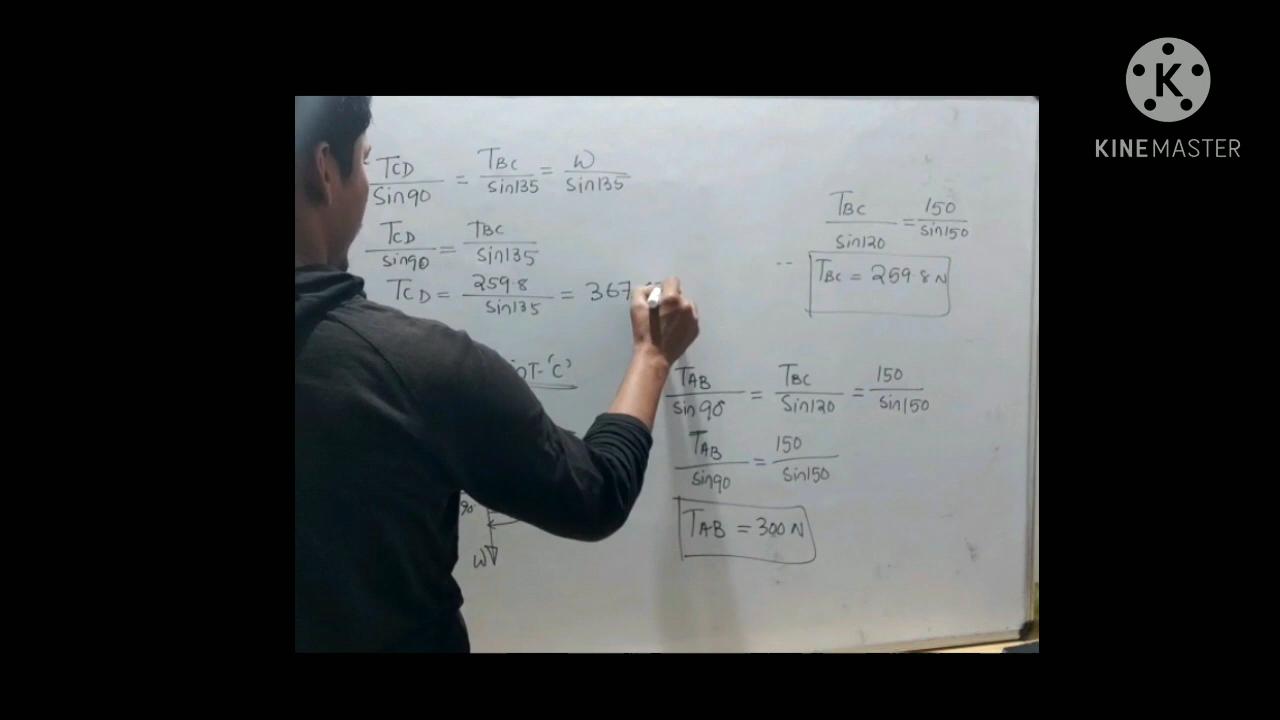 TCD / Sin90 = TBC / sin135 = W / sin135
TCD / sin90 = TBC / sin135
TCD = 259.8 / sin135 = 367
'C'
90
W
TBC / sin120 = 150 / sin150
TBC = 259.8 N
TAB / sin90 = TBC / Sin120 = 150 / sin150
TAB / sin90 = 150 / sin150
TAB = 300 N
K
KINEMASTER